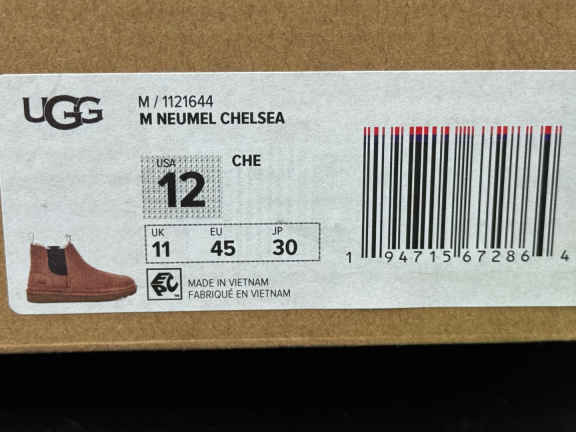 UGG
M / 1121644
M NEUMEL CHELSEA
USA
12
CHE
UK EU JP
11 45 30
EPC
MADE IN VIETNAM
FABRIQUÉ EN VIETNAM
1 94715 67286 4